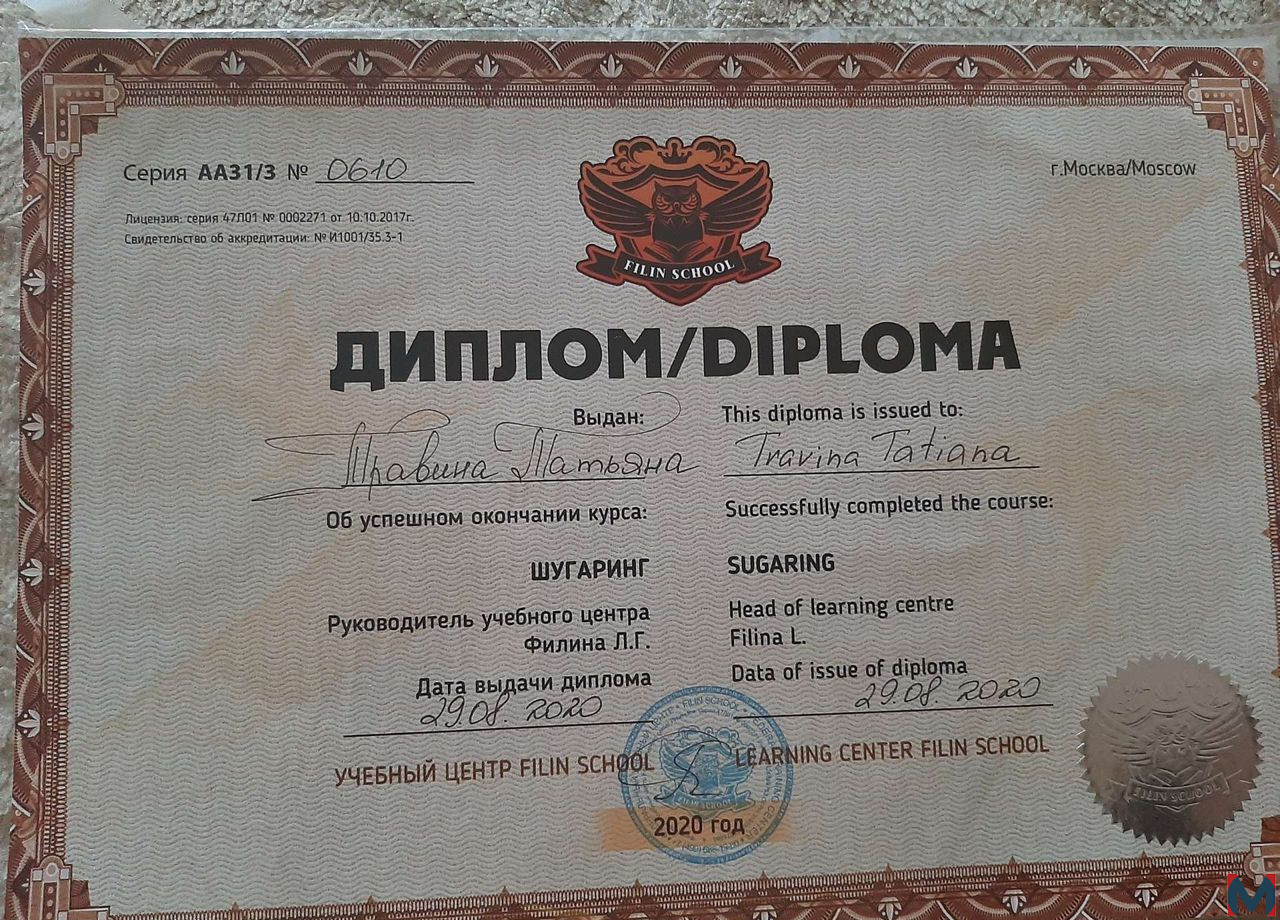 Серия АА31/3 № 0610
г.Москва/Moscow
Лицензия: серия 47Л01 № 0002271 от 10.10.2017г.
Свидетельство об аккредитации: № И1001/35.3-1
FILIN SCHOOL
ДИПЛОМ/DIPLOMA
Выдан:
Травина Татьяна
This diploma is issued to:
Travina Tatiana
Об успешном окончании курса:
Successfully completed the course:
ШУГАРИНГ
SUGARING
Руководитель учебного центра
Филина Л.Г.
Head of learning centre
Filina L.
Дата выдачи диплома
29.08. 2020
Data of issue of diploma
29.08. 2020
УЧЕБНЫЙ ЦЕНТР FILIN SCHOOL
LEARNING CENTER FILIN SCHOOL
FILIN SCHOOL
FILIN SCHOOL
2020 год
FILIN SCHOOL